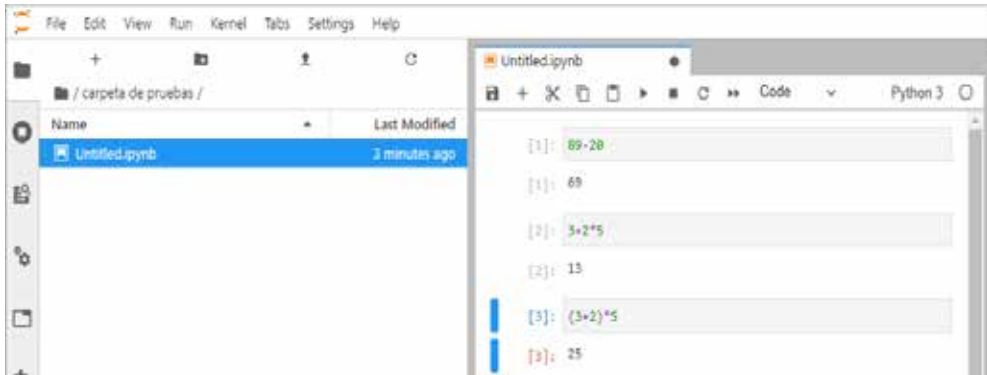 File Edit View Run Kernel Tabs Settings Help
Untitled.ipynb
/ carpeta de pruebas /
Code Python 3
Name Last Modified
Untitled.ipynb 3 minutes ago
[1]: 89-20
[1]: 69
[2]: 3+2*5
[2]: 13
[3]: (3+2)*5
[3]: 25